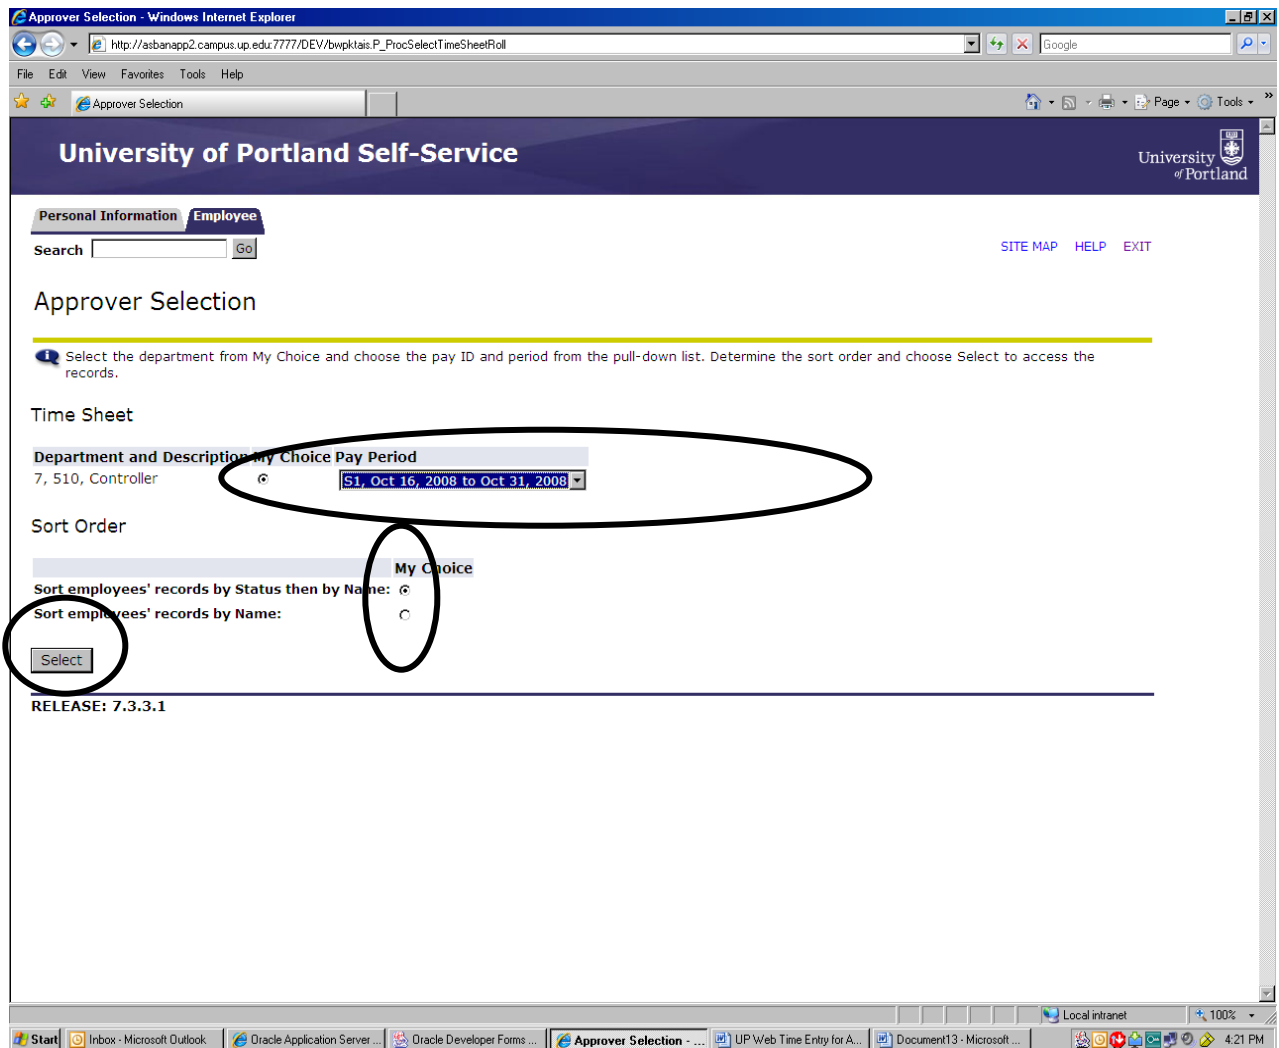 Approver Selection - Windows Internet Explorer
http://asbanapp2.campus.up.edu:7777/DEV/bwpktais.P_ProcSelectTimeSheetRoll
Google
File Edit View Favorites Tools Help
Approver Selection
Page Tools »
University of Portland Self-Service
University
of Portland
Personal Information Employee
Search Go
SITE MAP HELP EXIT
Approver Selection
Select the department from My Choice and choose the pay ID and period from the pull-down list. Determine the sort order and choose Select to access the
records.
Time Sheet
Department and Description My Choice Pay Period
7, 510, Controller S1, Oct 16, 2008 to Oct 31, 2008
Sort Order
My Choice
Sort employees' records by Status then by Name:
Sort employees' records by Name:
Select
RELEASE: 7.3.3.1
Local intranet 100%
Start Inbox - Microsoft Outlook Oracle Application Server ... Oracle Developer Forms ... Approver Selection - ... UP Web Time Entry for A... Document13 - Microsoft ... 4:21 PM